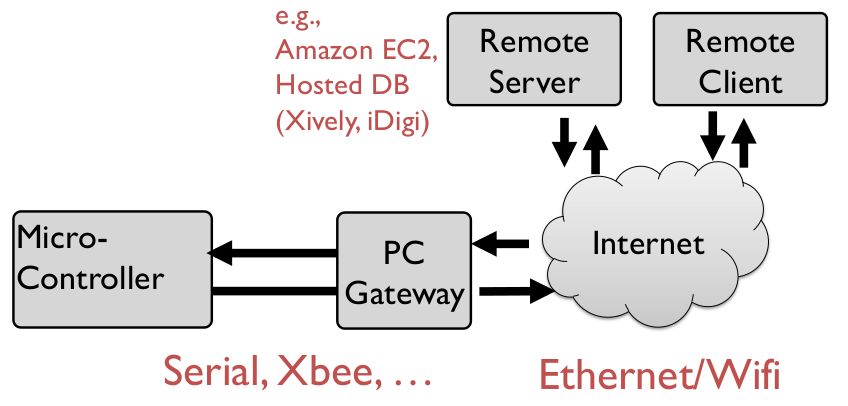 e.g.,
Amazon EC2,
Hosted DB
(Xively, iDigi)
Remote
Server
Remote
Client
Micro-
Controller
PC
Gateway
Internet
Serial, Xbee, …
Ethernet/Wifi